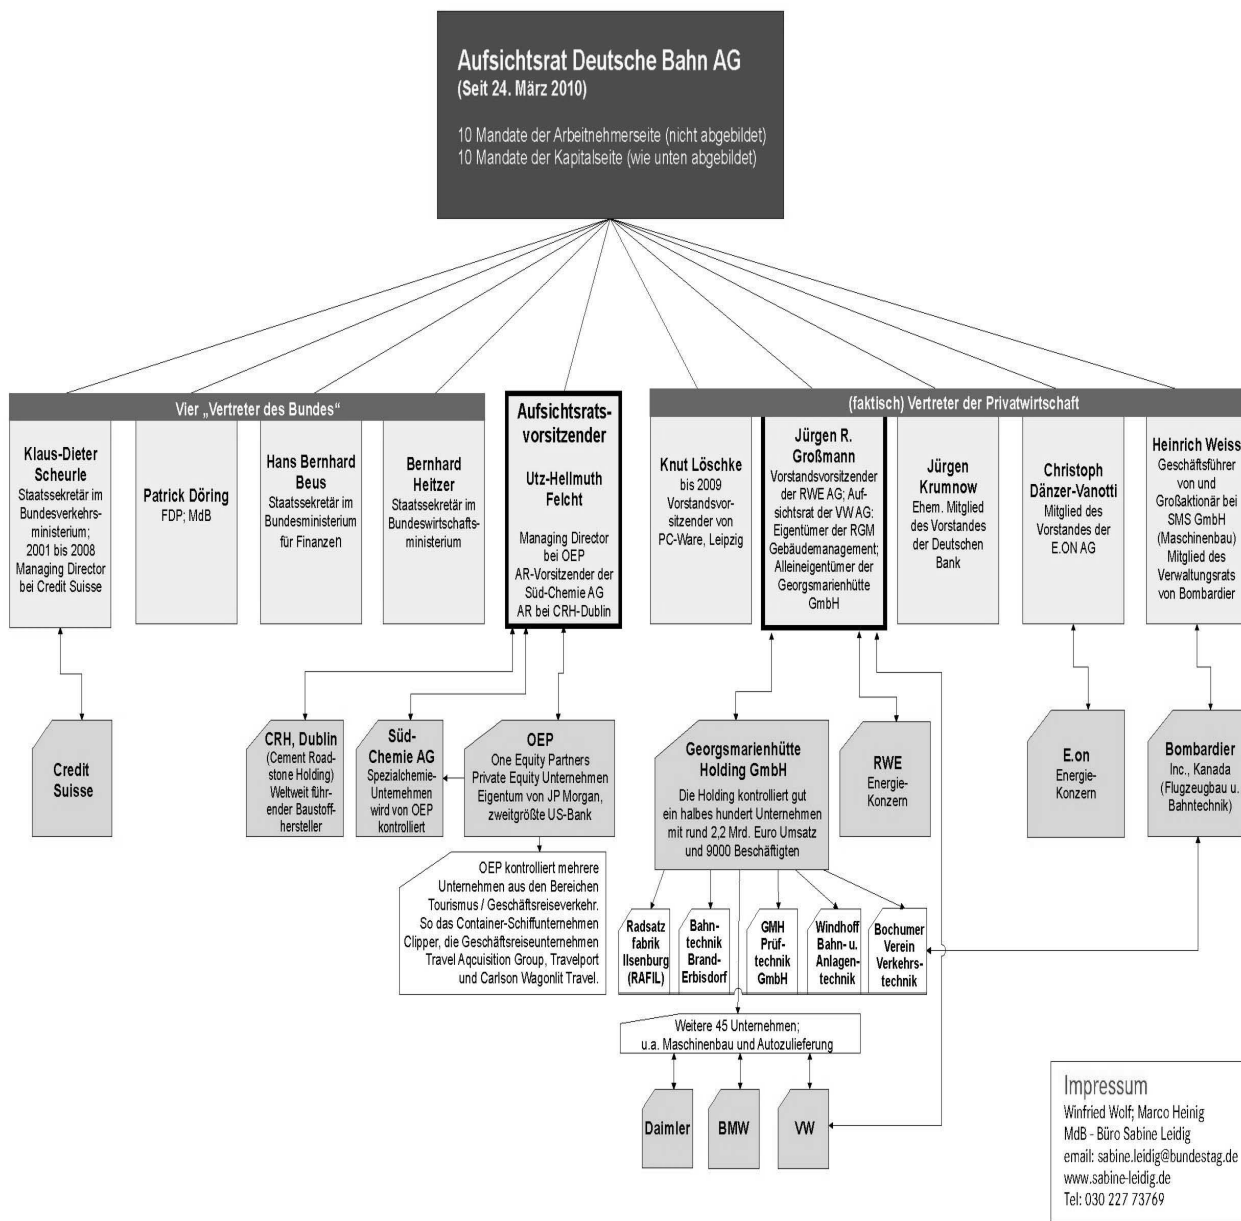 Aufsichtsrat Deutsche Bahn AG
(Seit 24. März 2010)
10 Mandate der Arbeitnehmerseite (nicht abgebildet)
10 Mandate der Kapitalseite (wie unten abgebildet)
Vier „Vertreter des Bundes“
Klaus-Dieter
Scheurle
Staatssekretär im
Bundesverkehrs-
ministerium;
2001 bis 2008
Managing Director
bei Credit Suisse
Patrick Döring
FDP; MdB
Hans Bernhard
Beus
Staatssekretär im
Bundesministerium
für Finanzen
Bernhard
Heitzer
Staatssekretär im
Bundeswirtschafts-
ministerium
Aufsichtsrats-
vorsitzender
Utz-Hellmuth
Felcht
Managing Director
bei OEP
AR-Vorsitzender der
Süd-Chemie AG
AR bei CRH-Dublin
(faktisch) Vertreter der Privatwirtschaft
Knut Löschke
bis 2009
Vorstandsvor-
sitzender von
PC-Ware, Leipzig
Jürgen R.
Großmann
Vorstandsvorsitzender
der RWE AG; Auf-
sichtsrat der VW AG:
Eigentümer der RGM
Gebäudemanagement;
Alleineigentümer der
Georgsmarienhütte
GmbH
Jürgen
Krumnow
Ehem. Mitglied
des Vorstandes
der Deutschen
Bank
Christoph
Dänzer-Vanotti
Mitglied des
Vorstandes der
E.ON AG
Heinrich Weiss
Geschäftsführer
von und
Großaktionär bei
SMS GmbH
(Maschinenbau)
Mitglied des
Verwaltungsrats
von Bombardier
Credit
Suisse
CRH, Dublin
(Cement Road-
stone Holding)
Weltweit füh-
render Baustoff-
hersteller
Süd-
Chemie AG
Spezialchemie-
Unternehmen
wird von OEP
kontrolliert
OEP
One Equity Partners
Private Equity Unternehmen
Eigentum von JP Morgan,
zweitgrößte US-Bank
Georgsmarienhütte
Holding GmbH
Die Holding kontrolliert gut
ein halbes hundert Unternehmen
mit rund 2,2 Mrd. Euro Umsatz
und 9000 Beschäftigten
RWE
Energie-
Konzern
E.on
Energie-
Konzern
Bombardier
Inc., Kanada
(Flugzeugbau u.
Bahntechnik)
OEP kontrolliert mehrere
Unternehmen aus den Bereichen
Tourismus / Geschäftsreiseverkehr.
So das Container-Schiffunternehmen
Clipper, die Geschäftsreiseunternehmen
Travel Aqcuisition Group, Travelport
und Carlson Wagonlit Travel.
Radsatz
fabrik
Ilsenburg
(RAFIL)
Bahn-
technik
Brand-
Erbisdorf
GMH
Prüf-
technik
GmbH
Windhoff
Bahn- u.
Anlagen-
technik
Bochumer
Verein
Verkehrs-
technik
Weitere 45 Unternehmen;
u.a. Maschinenbau und Autozulieferung
Daimler
BMW
VW
Impressum
Winfried Wolf; Marco Heinig
MdB - Büro Sabine Leidig
email: sabine.leidig@bundestag.de
www.sabine-leidig.de
Tel: 030 227 73769